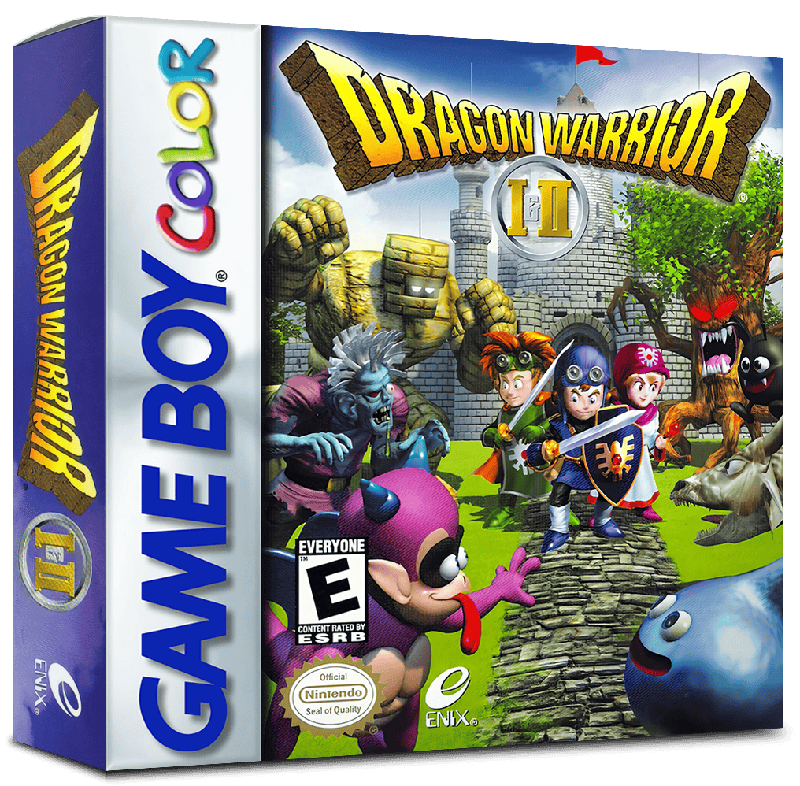 DRAGON WARRIOR
I&II
ENIX®
GAME BOY COLOR
®
DRAGON WARRIOR
®
I&II
EVERYONE
™
E
CONTENT RATED BY
ESRB
Official
Nintendo
Seal of Quality
ENIX®